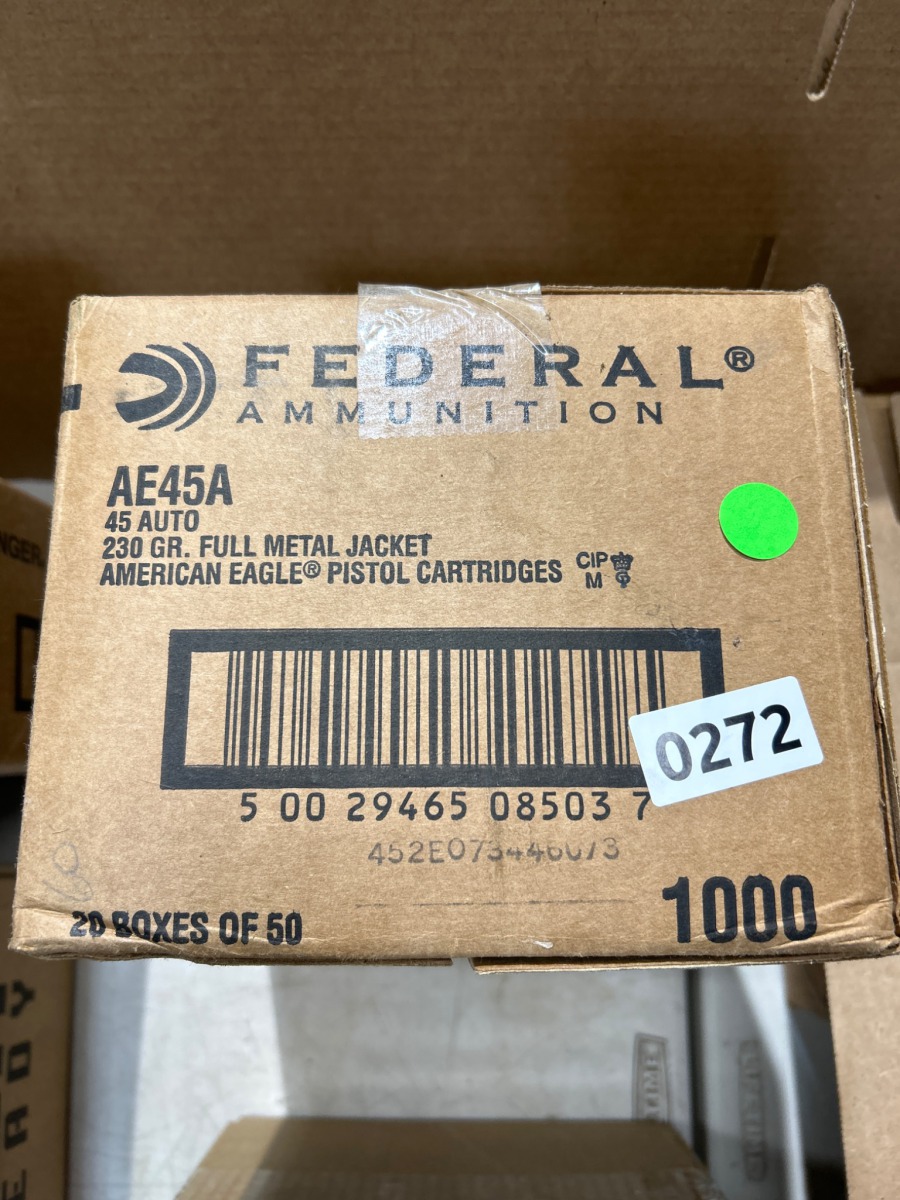 FEDERAL®
AMMUNITION
AE45A
45 AUTO
230 GR. FULL METAL JACKET
AMERICAN EAGLE® PISTOL CARTRIDGES
CIP
M
0272
5 00 29465 08503 7
20 BOXES OF 50
1000